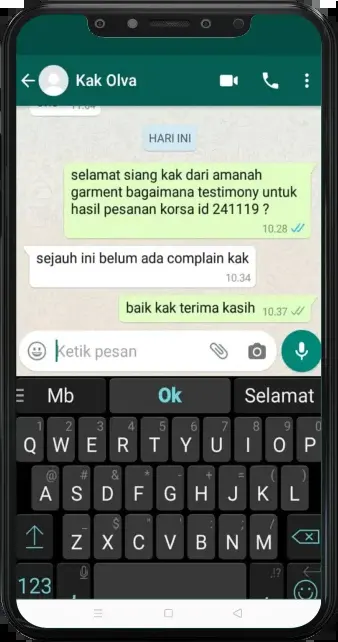 Kak Olva
HARI INI
selamat siang kak dari amanah
garment bagaimana testimony untuk
hasil pesanan korsa id 241119 ?
10.28
sejauh ini belum ada complain kak
10.34
baik kak terima kasih 10.37
Ketik pesan
Mb Ok Selamat
1 2 3 4 5 6 7 8 9 0
Q W E R T Y U I O P
@ # & * - + = ( )
A S D F G H J K L
_ $ " ' : ; /
Z X C V B N M
123 , . !?